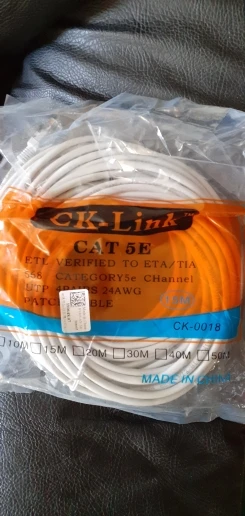 CK-Link
CAT 5E
ETL VERIFIED TO ETA/TIA
568 CATEGORY5e CHannel
UTP 4PAIRS 24AWG
PATCH CABLE
CK-0018
10M 15M 20M 30M 40M 50M
MADE IN CHINA